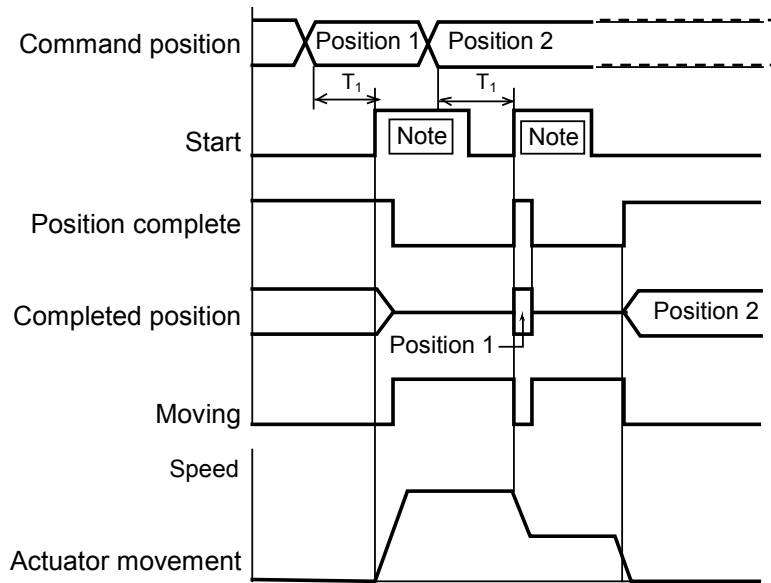 Command position
Position 1
Position 2
T₁
T₁
Start
Note
Note
Position complete
Completed position
Position 1
Position 2
Moving
Speed
Actuator movement